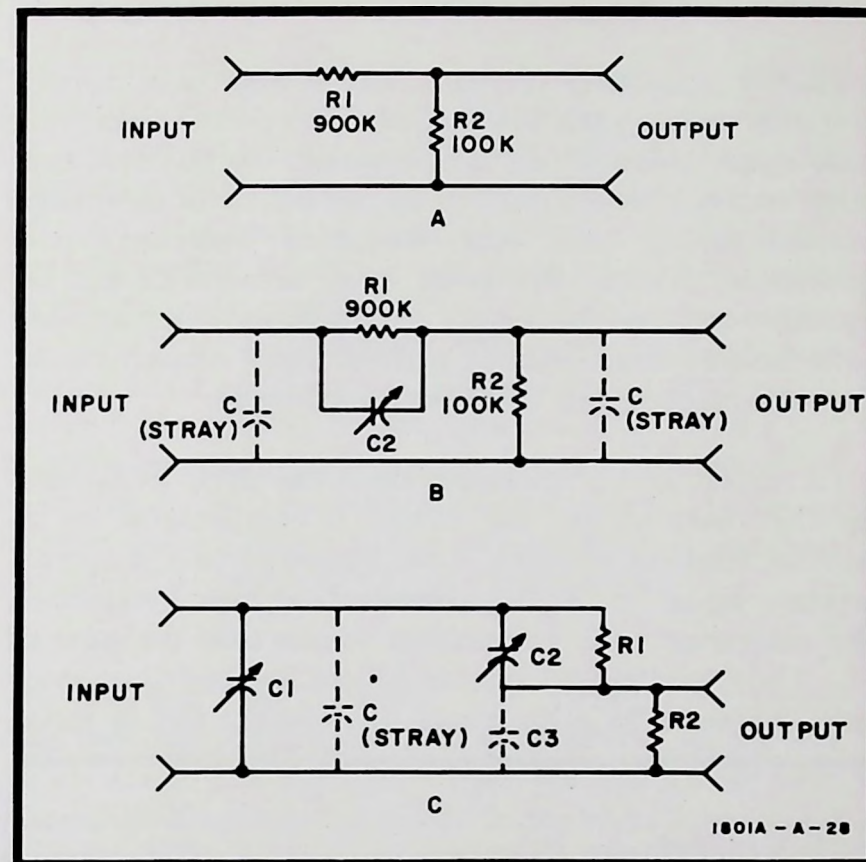 R1
900K
INPUT
R2
100K
OUTPUT
A
R1
900K
INPUT
C
(STRAY)
C2
R2
100K
C
(STRAY)
OUTPUT
B
INPUT
C1
C
(STRAY)
C2
C3
R1
R2
OUTPUT
C
1801A-A-28